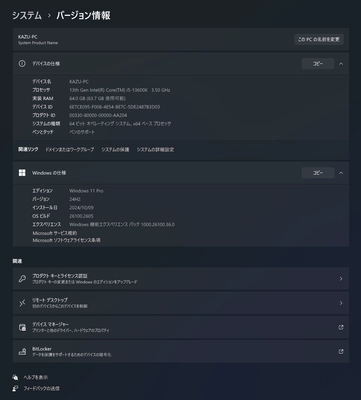 システム › バージョン情報
KAZU-PC
System Product Name
この PC の名前を変更
デバイスの仕様
コピー
デバイス名 KAZU-PC
プロセッサ 13th Gen Intel(R) Core(TM) 3.50 GHz
実装 RAM 64.0 GB (63.7 GB 使用可能)
デバイス ID
プロダクト ID 00330-80000-00000-AA204
システムの種類 64 ビット オペレーティング システム、x64 ベース プロセッサ
ペンとタッチ ペンのサポート
関連リンク ドメインまたはワークグループ システムの保護 システムの詳細設定
Windows の仕様
コピー
エディション Windows 11 Pro
バージョン 24H2
インストール日 2024/10/09
OS ビルド 26100.2605
エクスペリエンス Windows 機能エクスペリエンス パック 1000.26100.36.0
Microsoft サービス規約
Microsoft ソフトウェアライセンス条項
関連
プロダクト キーとライセンス認証
プロダクト キーの変更または Windows のエディションをアップグレード
リモート デスクトップ
別のデバイスからこのデバイスを制御
デバイス マネージャー
プリンターと他のドライバー、ハードウェアのプロパティ
BitLocker
データを保護をサポートするためのデバイスの暗号化
ヘルプを表示
フィードバックの送信